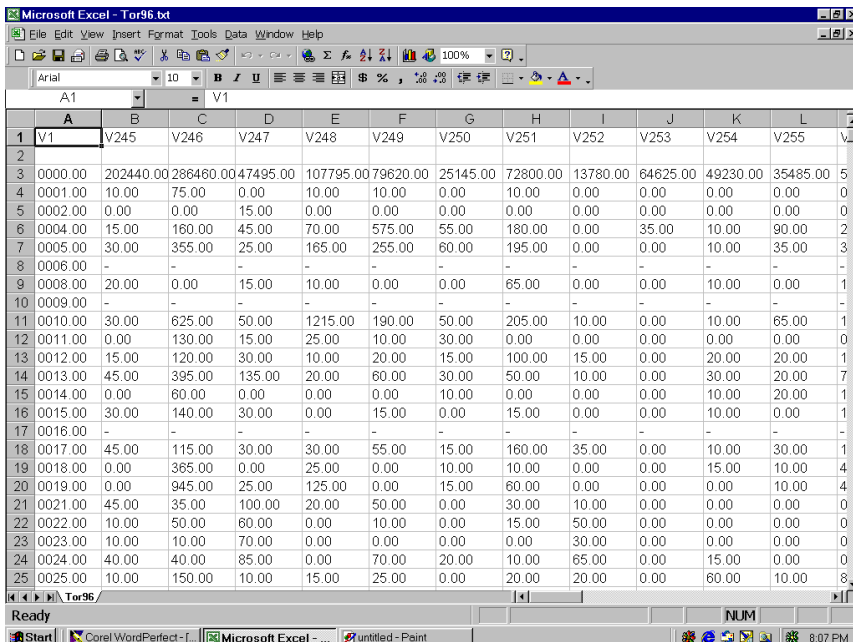 Microsoft Excel - Tor96.txt
File Edit View Insert Format Tools Data Window Help
100%
Arial 10 B I U $ % ,
A1 = V1
A B C D E F G H I J K L
1 V1 V245 V246 V247 V248 V249 V250 V251 V252 V253 V254 V255
2
3 0000.00 202440.00 286460.00 47495.00 107795.00 79620.00 25145.00 72800.00 13780.00 64625.00 49230.00 35485.00 5
4 0001.00 10.00 75.00 0.00 10.00 10.00 0.00 10.00 0.00 0.00 0.00 0.00 0
5 0002.00 0.00 0.00 15.00 0.00 0.00 0.00 0.00 0.00 0.00 0.00 0.00 0
6 0004.00 15.00 160.00 45.00 70.00 575.00 55.00 180.00 0.00 35.00 10.00 90.00 2
7 0005.00 30.00 355.00 25.00 165.00 255.00 60.00 195.00 0.00 0.00 10.00 35.00 3
8 0006.00 - - - - - - - - - - -
9 0008.00 20.00 0.00 15.00 10.00 0.00 0.00 65.00 0.00 0.00 10.00 0.00 1
10 0009.00 - - - - - - - - - - -
11 0010.00 30.00 625.00 50.00 1215.00 190.00 50.00 205.00 10.00 0.00 10.00 65.00 1
12 0011.00 0.00 130.00 15.00 25.00 10.00 30.00 0.00 0.00 0.00 0.00 0.00 0
13 0012.00 15.00 120.00 30.00 10.00 20.00 15.00 100.00 15.00 0.00 20.00 20.00 1
14 0013.00 45.00 395.00 135.00 20.00 60.00 30.00 50.00 10.00 0.00 30.00 20.00 7
15 0014.00 0.00 60.00 0.00 0.00 0.00 10.00 0.00 0.00 0.00 10.00 20.00 1
16 0015.00 30.00 140.00 30.00 0.00 15.00 0.00 15.00 0.00 0.00 10.00 0.00 1
17 0016.00 - - - - - - - - - - -
18 0017.00 45.00 115.00 30.00 30.00 55.00 15.00 160.00 35.00 0.00 10.00 30.00 1
19 0018.00 0.00 365.00 0.00 25.00 0.00 10.00 10.00 0.00 0.00 15.00 10.00 4
20 0019.00 0.00 945.00 25.00 125.00 0.00 15.00 60.00 0.00 0.00 0.00 10.00 4
21 0021.00 45.00 35.00 100.00 20.00 50.00 0.00 30.00 10.00 0.00 0.00 0.00 0
22 0022.00 10.00 50.00 60.00 0.00 10.00 0.00 15.00 50.00 0.00 0.00 0.00 0
23 0023.00 10.00 10.00 70.00 0.00 0.00 0.00 0.00 30.00 0.00 0.00 0.00 0
24 0024.00 40.00 40.00 85.00 0.00 70.00 20.00 10.00 65.00 0.00 15.00 0.00 0
25 0025.00 10.00 150.00 10.00 15.00 25.00 0.00 20.00 20.00 0.00 60.00 10.00 8
Tor96
Ready NUM
Start Corel WordPerfect - [... Microsoft Excel - ... untitled - Paint 8:07 PM